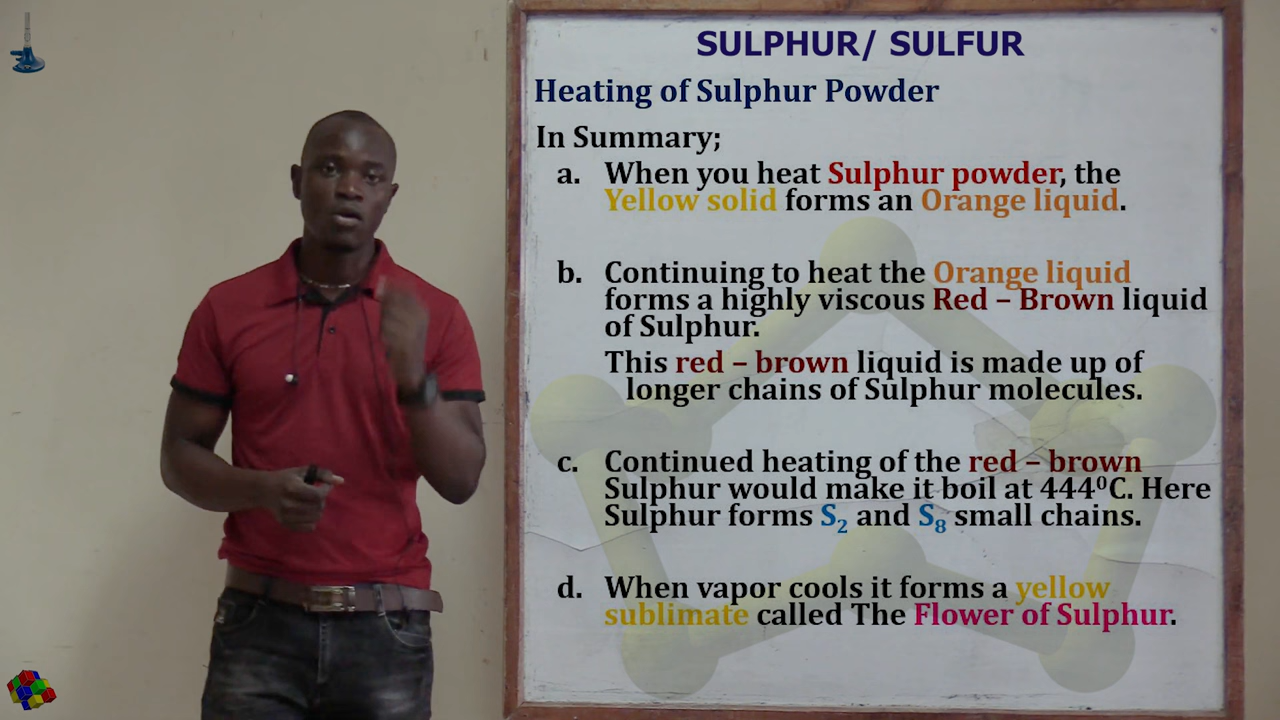 SULPHUR/ SULFUR
Heating of Sulphur Powder
In Summary;
a. When you heat Sulphur powder, the
Yellow solid forms an Orange liquid.
b. Continuing to heat the Orange liquid
forms a highly viscous Red – Brown liquid
of Sulphur.
This red – brown liquid is made up of
longer chains of Sulphur molecules.
c. Continued heating of the red – brown
Sulphur would make it boil at 444⁰C. Here
Sulphur forms S₂ and S₈ small chains.
d. When vapor cools it forms a yellow
sublimate called The Flower of Sulphur.